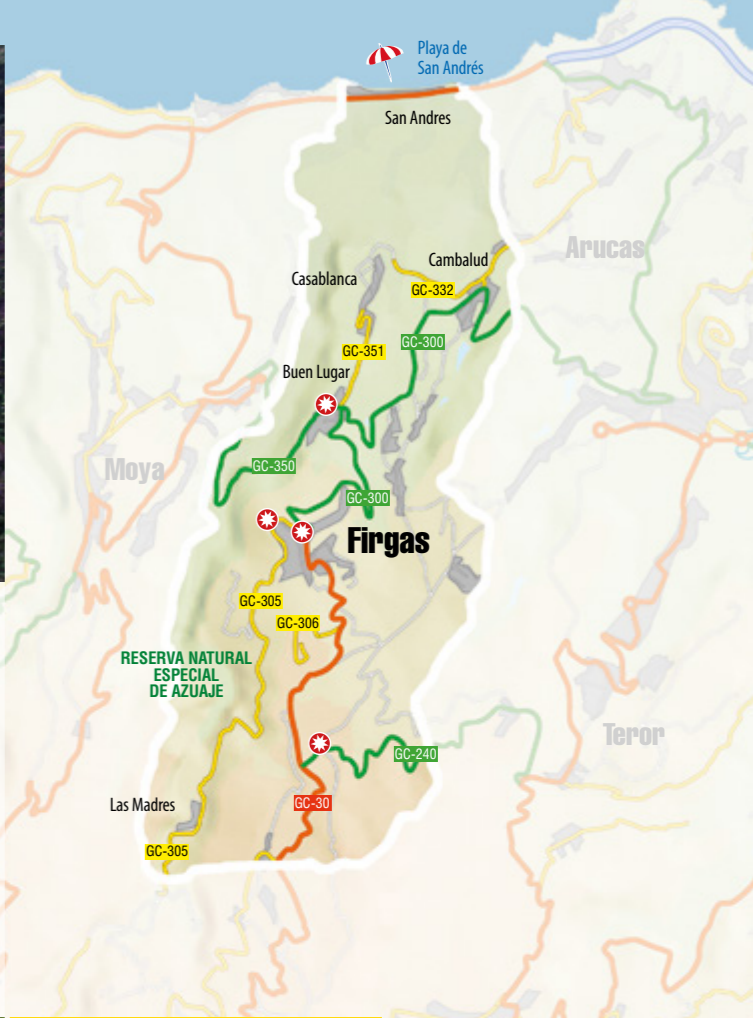 Playa de
San Andrés
San Andres
Arucas
Cambalud
Casablanca
GC-332
GC-300
GC-351
Buen Lugar
Moya
GC-350
GC-300
Firgas
GC-305
GC-306
RESERVA NATURAL
ESPECIAL
DE AZUAJE
Teror
GC-240
Las Madres
GC-30
GC-305